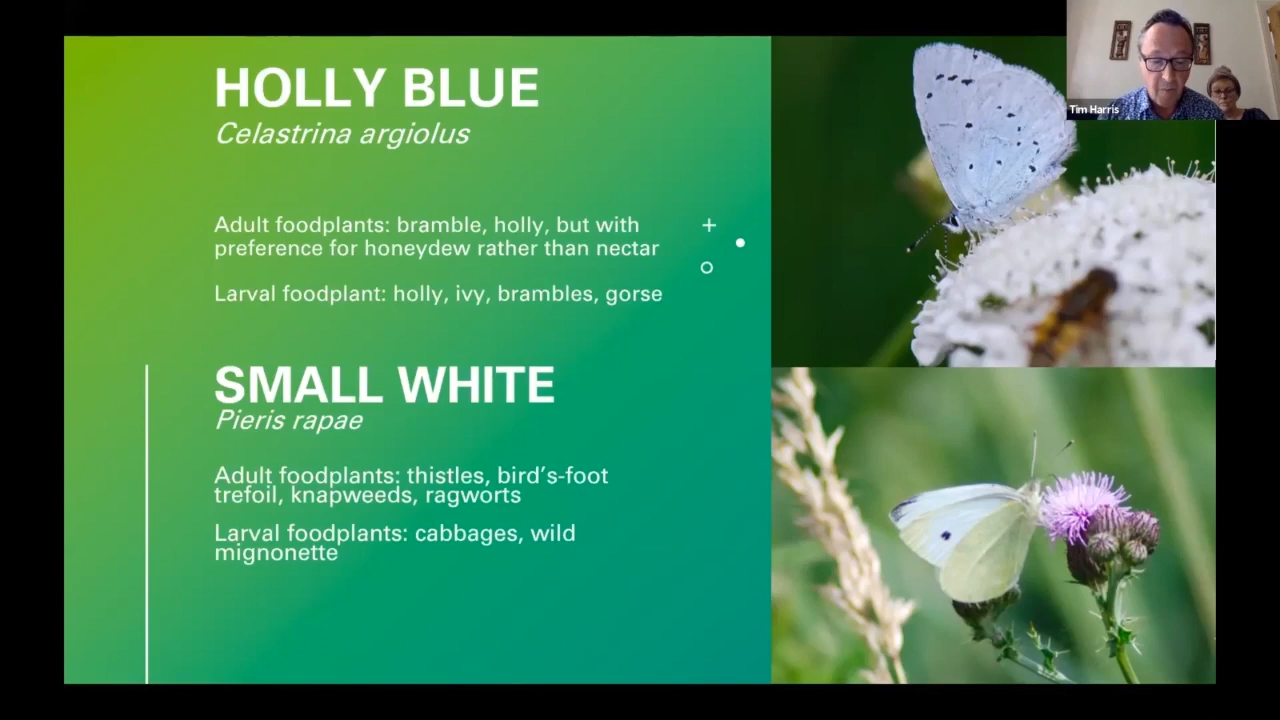 HOLLY BLUE
Celastrina argiolus
Adult foodplants: bramble, holly, but with
preference for honeydew rather than nectar
Larval foodplant: holly, ivy, brambles, gorse
SMALL WHITE
Pieris rapae
Adult foodplants: thistles, bird’s-foot
trefoil, knapweeds, ragworts
Larval foodplants: cabbages, wild
mignonette
Tim Harris